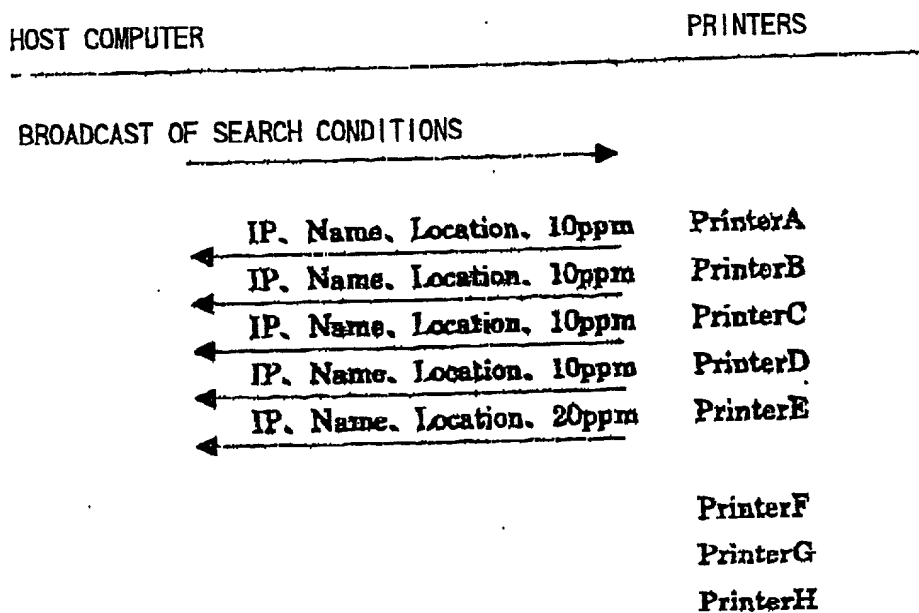 HOST COMPUTER PRINTERS
BROADCAST OF SEARCH CONDITIONS
IP、Name、Location、10ppm PrinterA
IP、Name、Location、10ppm PrinterB
IP、Name、Location、10ppm PrinterC
IP、Name、Location、10ppm PrinterD
IP、Name、Location、20ppm PrinterE
PrinterF
PrinterG
PrinterH